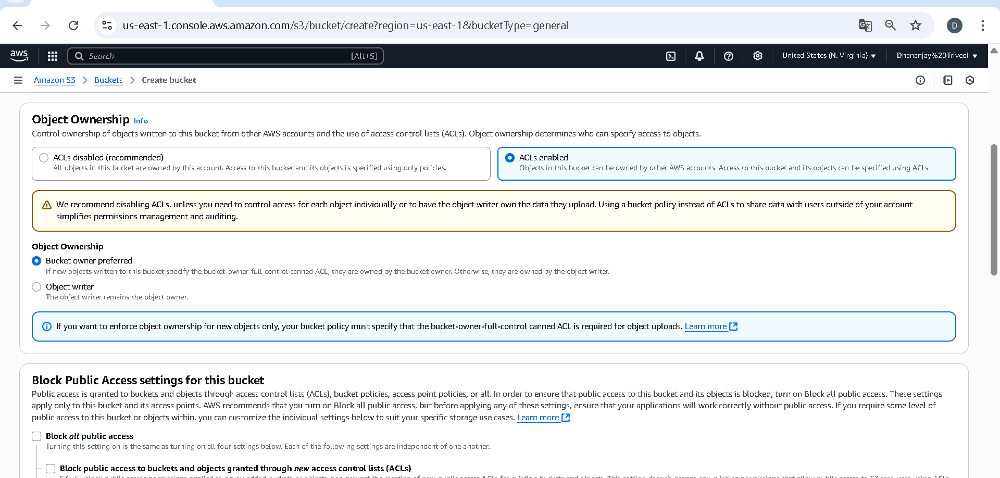 us-east-1.console.aws.amazon.com/s3/bucket/create?region=us-east-1&bucketType=general
D
aws
Search
[Alt+S]
United States (N. Virginia)
Dhananjay%20Trivedi
Amazon S3
Buckets
Create bucket
Object Ownership Info
Control ownership of objects written to this bucket from other AWS accounts and the use of access control lists (ACLs). Object ownership determines who can specify access to objects.
ACLs disabled (recommended)
All objects in this bucket are owned by this account. Access to this bucket and its objects is specified using only policies.
ACLs enabled
Objects in this bucket can be owned by other AWS accounts. Access to this bucket and its objects can be specified using ACLs.
We recommend disabling ACLs, unless you need to control access for each object individually or to have the object writer own the data they upload. Using a bucket policy instead of ACLs to share data with users outside of your account
simplifies permissions management and auditing.
Object Ownership
Bucket owner preferred
If new objects written to this bucket specify the bucket-owner-full-control canned ACL, they are owned by the bucket owner. Otherwise, they are owned by the object writer.
Object writer
The object writer remains the object owner.
If you want to enforce object ownership for new objects only, your bucket policy must specify that the bucket-owner-full-control canned ACL is required for object uploads. Learn more
Block Public Access settings for this bucket
Public access is granted to buckets and objects through access control lists (ACLs), bucket policies, access point policies, or all. In order to ensure that public access to this bucket and its objects is blocked, turn on Block all public access. These settings
apply only to this bucket and its access points. AWS recommends that you turn on Block all public access, but before applying any of these settings, ensure that your applications will work correctly without public access. If you require some level of
public access to this bucket or objects within, you can customize the individual settings below to suit your specific storage use cases. Learn more
Block all public access
Turning this setting on is the same as turning on all four settings below. Each of the following settings are independent of one another.
Block public access to buckets and objects granted through new access control lists (ACLs)